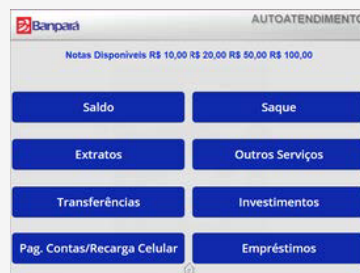 Banpará
AUTOATENDIMENTO
Notas Disponíveis R$ 10,00 R$ 20,00 R$ 50,00 R$ 100,00
Saldo
Saque
Extratos
Outros Serviços
Transferências
Investimentos
Pag. Contas/Recarga Celular
Empréstimos